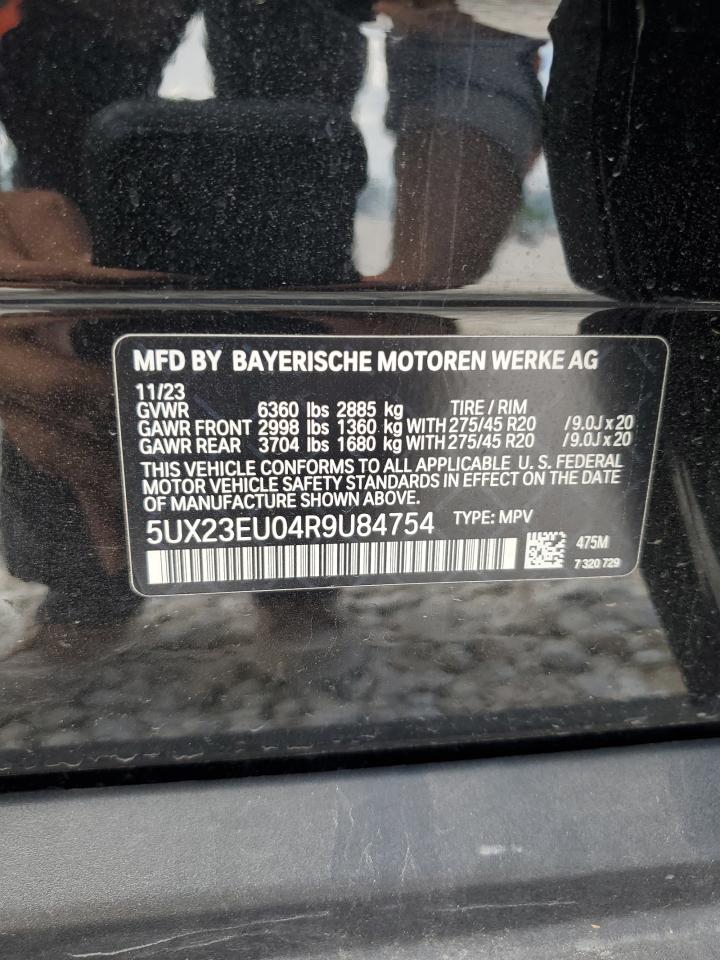 MFD BY BAYERISCHE MOTOREN WERKE AG
11/23
GVWR 6360 lbs 2885 kg TIRE / RIM
GAWR FRONT 2998 lbs 1360 kg WITH 275/45 R20 / 9.0J x 20
GAWR REAR 3704 lbs 1680 kg WITH 275/45 R20 / 9.0J x 20
THIS VEHICLE CONFORMS TO ALL APPLICABLE U. S. FEDERAL
MOTOR VEHICLE SAFETY STANDARDS IN EFFECT ON THE DATE
OF MANUFACTURE SHOWN ABOVE.
5UX23EU04R9U84754 TYPE: MPV
475M
7 320 729